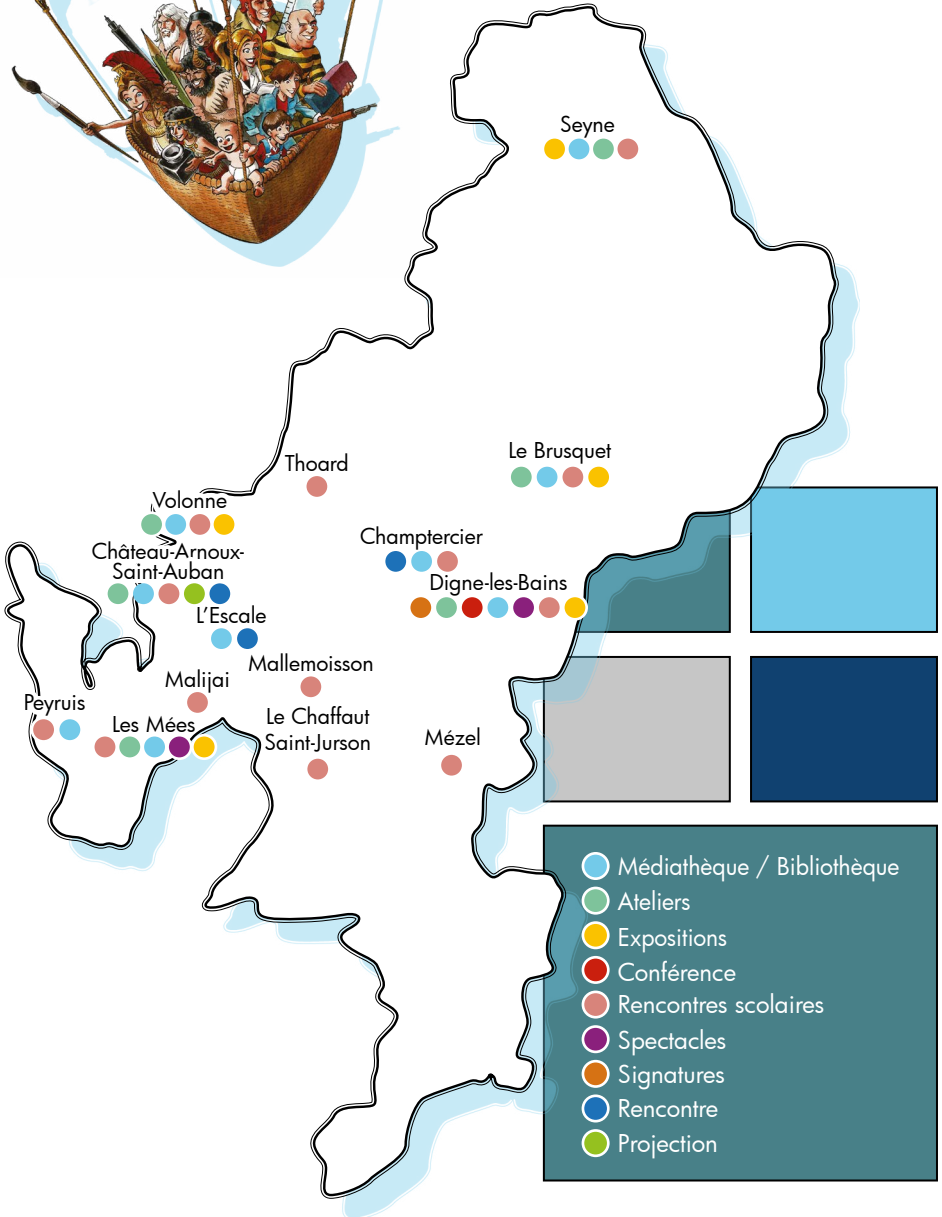 Seyne
Le Brusquet
Thoard
Volonne
Champtercier
Château-Arnoux-
Saint-Auban
Digne-les-Bains
L'Escale
Mallemoisson
Malijai
Peyruis
Les Mées
Le Chaffaut
Saint-Jurson
Mézel
Médiathèque / Bibliothèque
Ateliers
Expositions
Conférence
Rencontres scolaires
Spectacles
Signatures
Rencontre
Projection